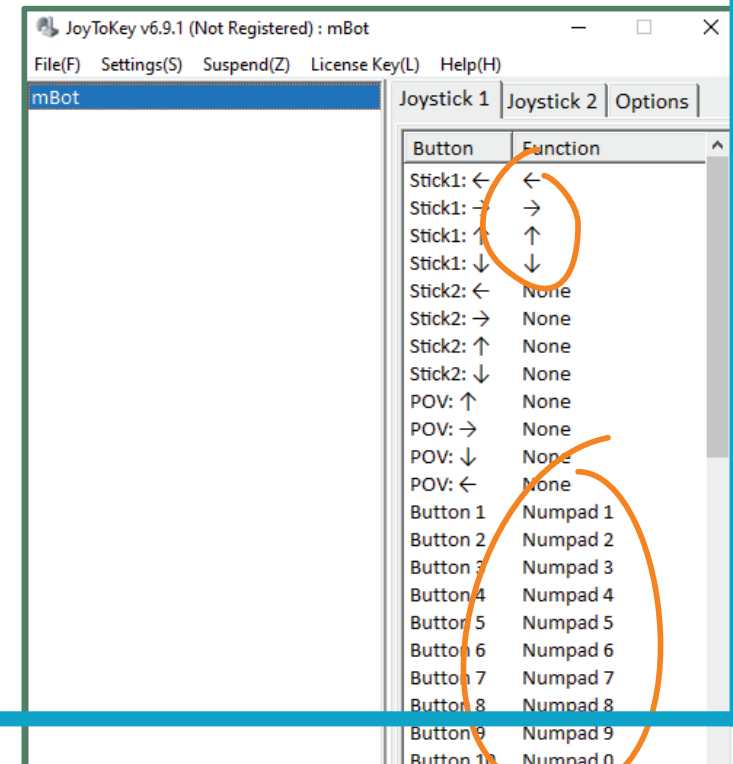 JoyToKey v6.9.1 (Not Registered) : mBot
File(F) Settings(S) Suspend(Z) License Key(L) Help(H)
mBot
Joystick 1 Joystick 2 Options
Button Function
Stick1: ← ←
Stick1: → →
Stick1: ↑ ↑
Stick1: ↓ ↓
Stick2: ← None
Stick2: → None
Stick2: ↑ None
Stick2: ↓ None
POV: ↑ None
POV: → None
POV: ↓ None
POV: ← None
Button 1 Numpad 1
Button 2 Numpad 2
Button 3 Numpad 3
Button 4 Numpad 4
Button 5 Numpad 5
Button 6 Numpad 6
Button 7 Numpad 7
Button 8 Numpad 8
Button 9 Numpad 9
Button 10 Numpad 0